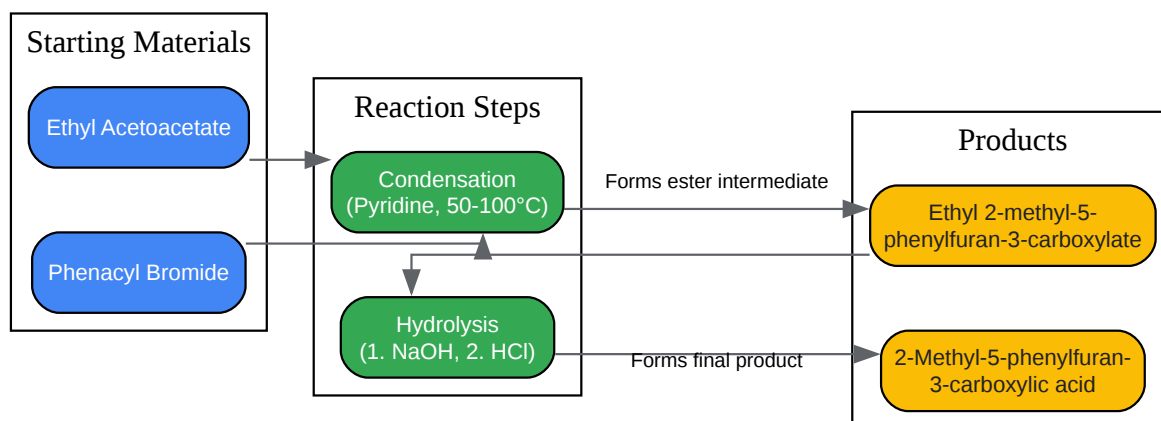 Starting Materials
Ethyl Acetoacetate
Phenacyl Bromide
Reaction Steps
Condensation
(Pyridine, 50-100°C)
Hydrolysis
(1. NaOH, 2. HCl)
Forms ester intermediate
Forms final product
Products
Ethyl 2-methyl-5-
phenylfuran-3-carboxylate
2-Methyl-5-phenylfuran-
3-carboxylic acid